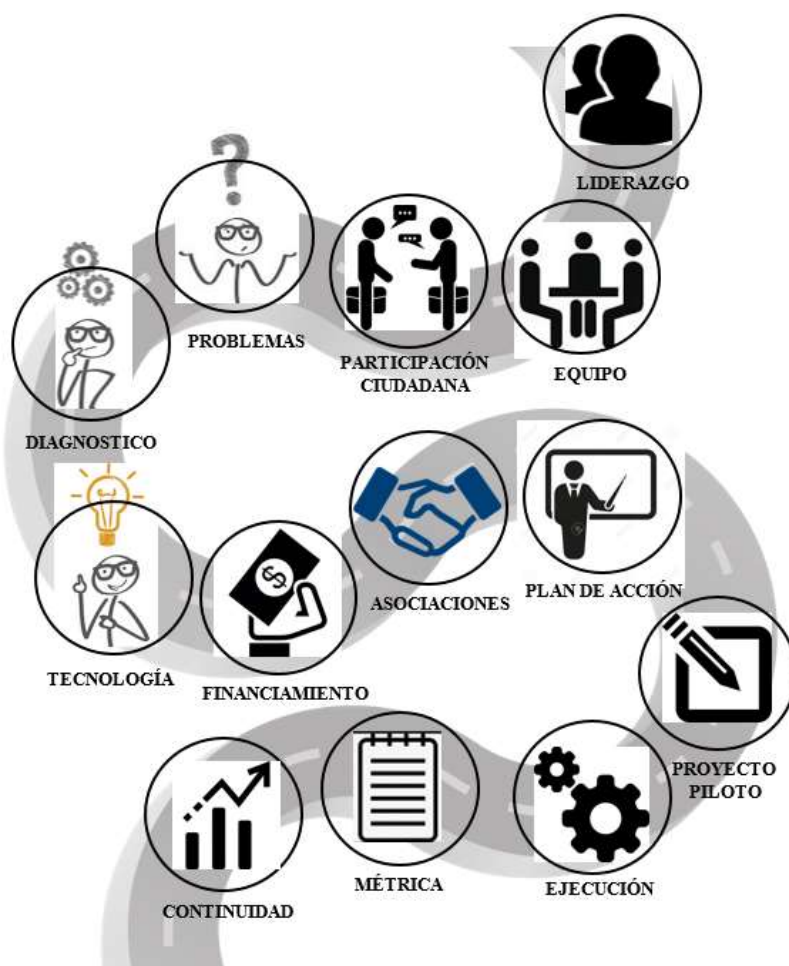 LIDERAZGO
EQUIPO
PARTICIPACIÓN
CIUDADANA
PROBLEMAS
DIAGNOSTICO
TECNOLOGÍA
FINANCIAMIENTO
ASOCIACIONES
PLAN DE ACCIÓN
PROYECTO
PILOTO
EJECUCIÓN
MÉTRICA
CONTINUIDAD